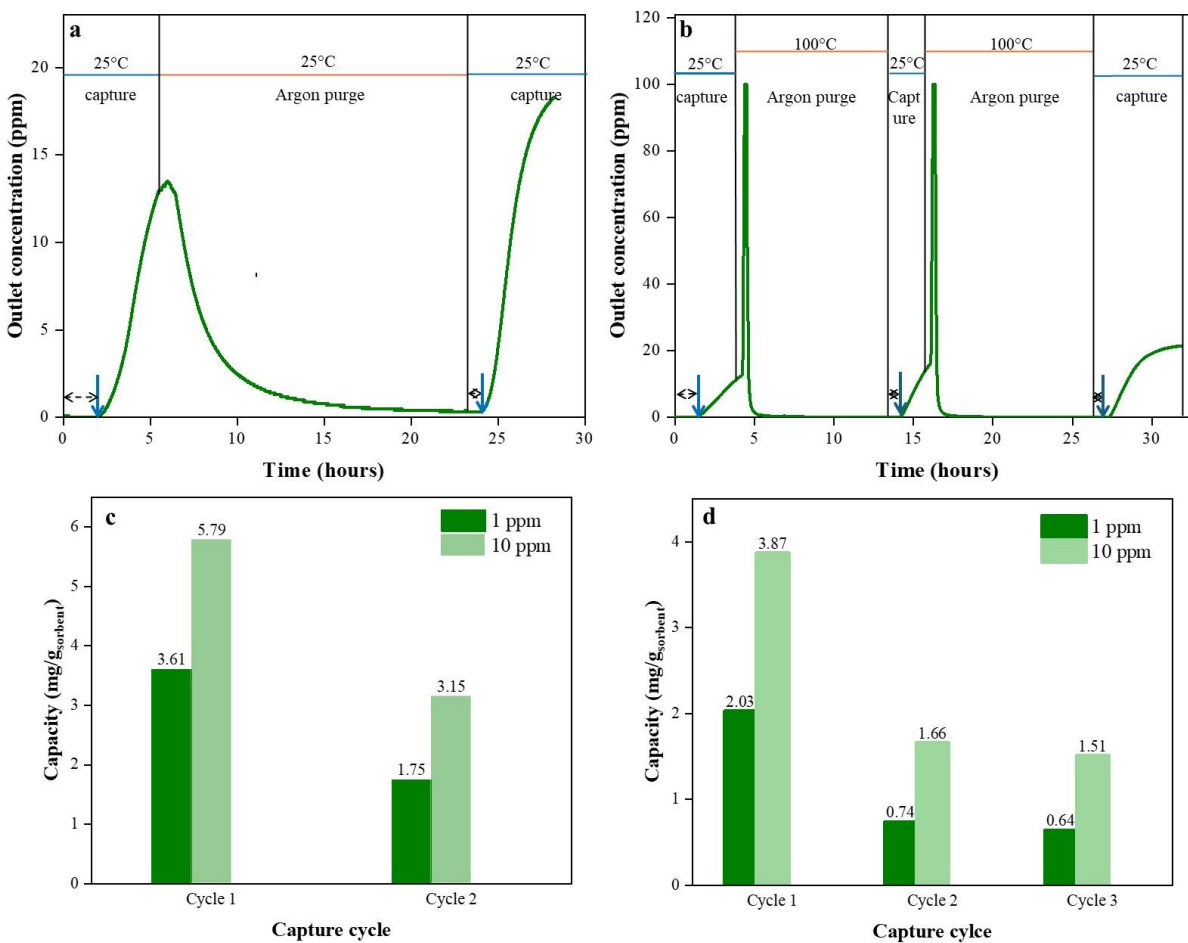 a
25°C
25°C
25°C
capture
Argon purge
capture
Outlet concentration (ppm)
20
15
10
5
0
0 5 10 15 20 25 30
Time (hours)
b
100°C
100°C
25°C
25°C
25°C
capture
Argon purge
Capt
ure
Argon purge
capture
Outlet concentration (ppm)
120
100
80
60
40
20
0
0 5 10 15 20 25 30
Time (hours)
c
1 ppm
10 ppm
5.79
3.61
3.15
1.75
Capacity (mg/gsorbent)
6
5
4
3
2
1
0
Cycle 1 Cycle 2
Capture cycle
d
1 ppm
10 ppm
3.87
2.03
1.66
0.74
1.51
0.64
Capacity (mg/gsorbent)
4
3
2
1
0
Cycle 1 Cycle 2 Cycle 3
Capture cylce